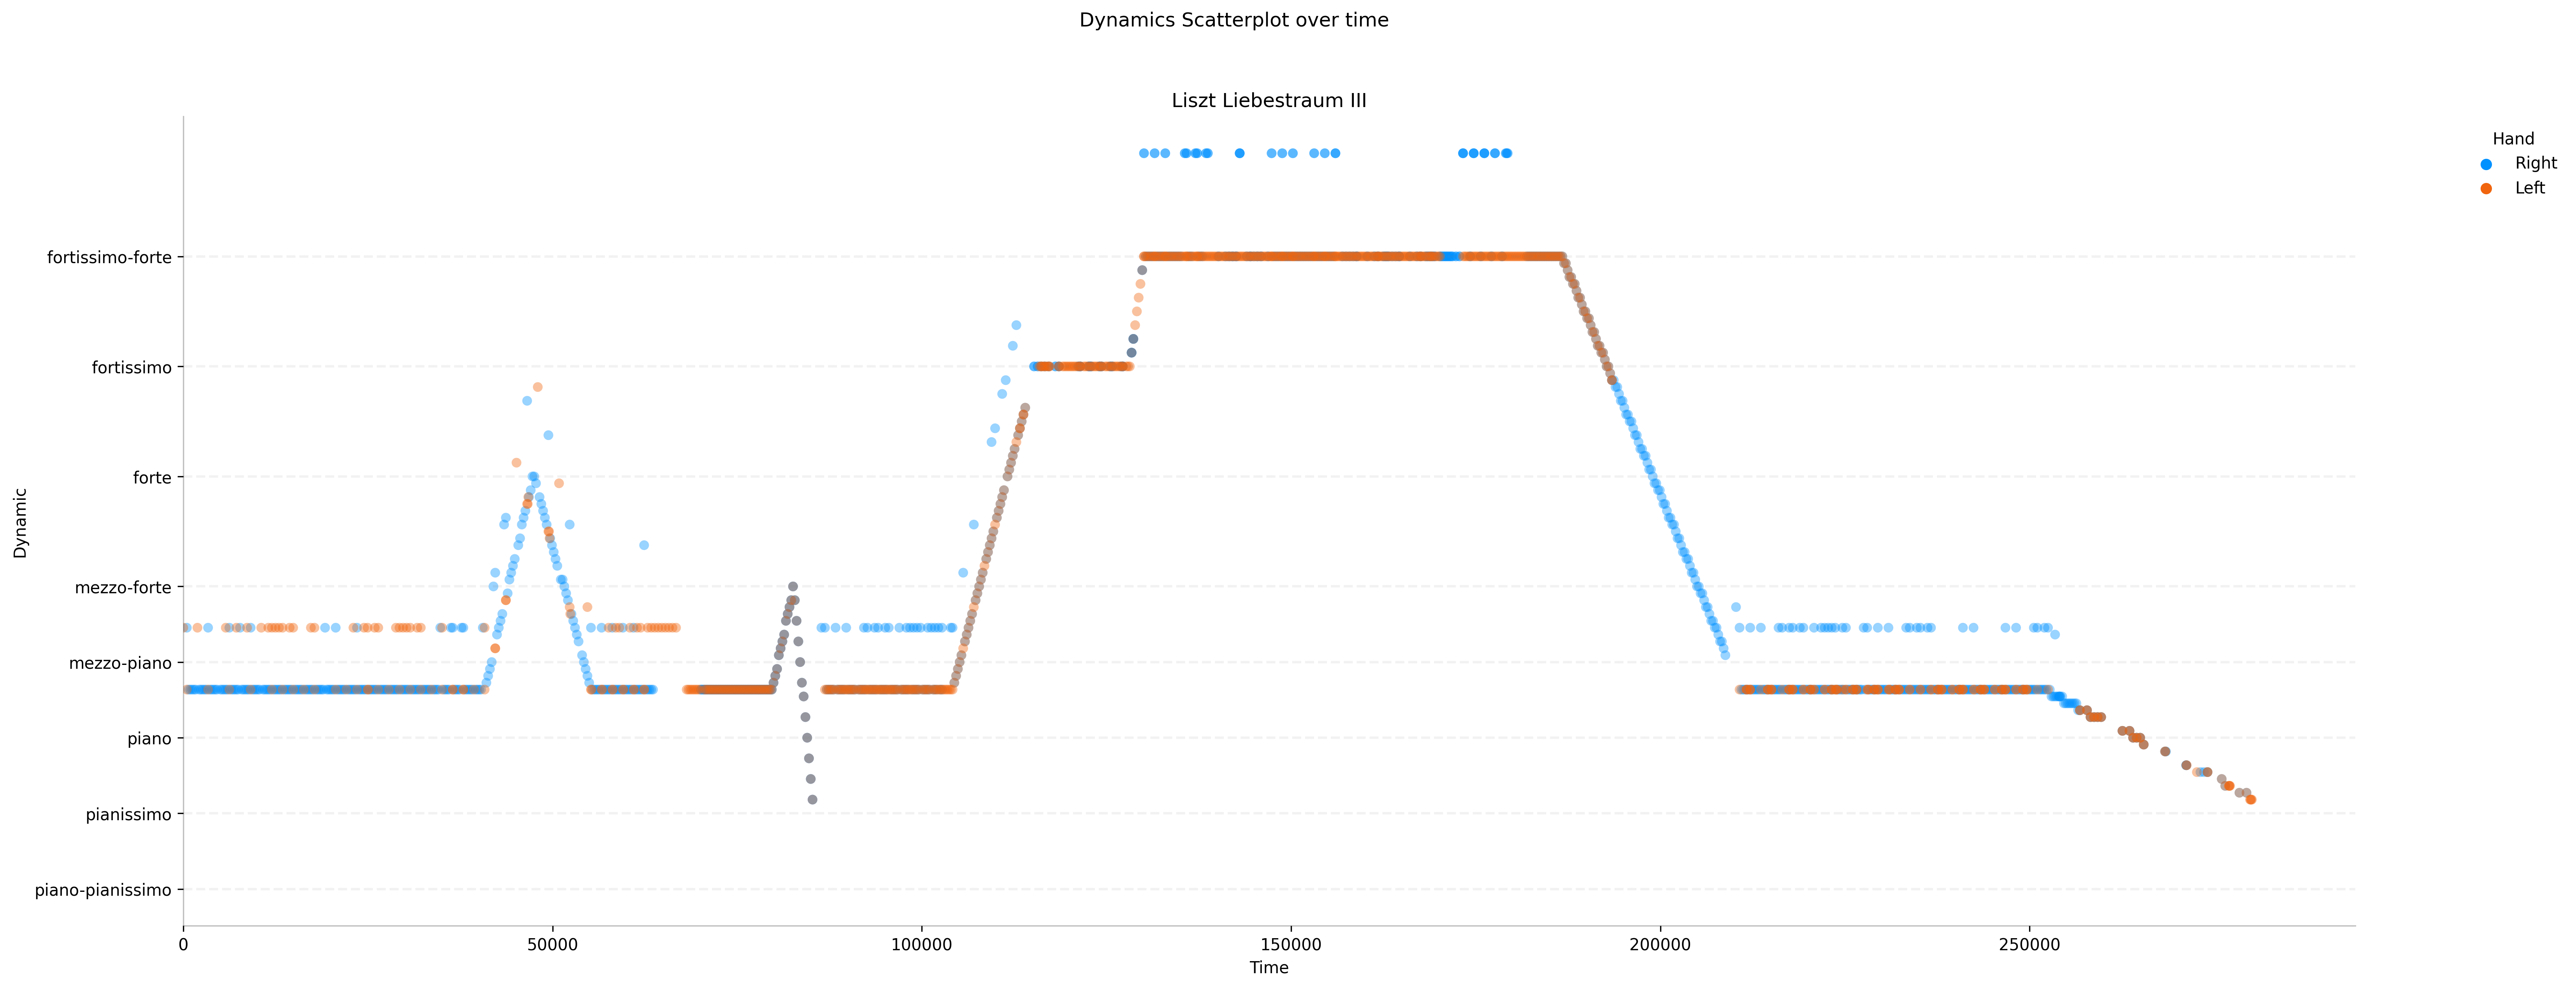 Dynamics Scatterplot over time
Liszt Liebestraum III
Hand
Right
Left
Dynamic
fortissimo-forte
fortissimo
forte
mezzo-forte
mezzo-piano
piano
pianissimo
piano-pianissimo
0 50000 100000 150000 200000 250000
Time